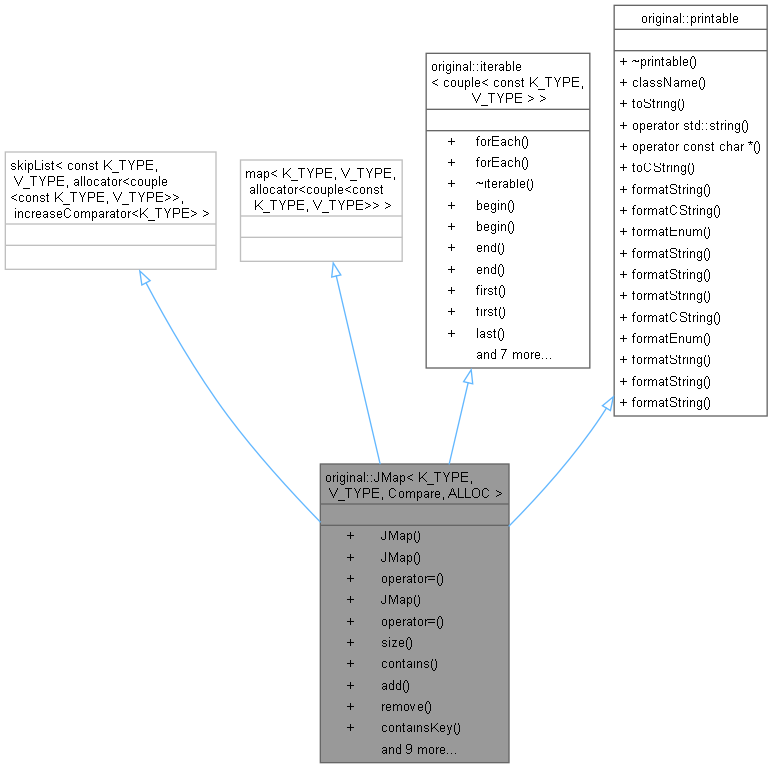 original::printable
+ ~printable()
+ className()
+ toString()
+ operator std::string()
+ operator const char *()
+ toCString()
+ formatString()
+ formatCString()
+ formatEnum()
+ formatString()
+ formatString()
+ formatString()
+ formatCString()
+ formatEnum()
+ formatString()
+ formatString()
+ formatString()
original::iterable
< couple< const K_TYPE,
V_TYPE > >
+ forEach()
+ forEach()
+ ~iterable()
+ begin()
+ begin()
+ end()
+ end()
+ first()
+ first()
+ last()
and 7 more...
skipList< const K_TYPE,
V_TYPE, allocator<couple
<const K_TYPE, V_TYPE>>,
increaseComparator<K_TYPE> >
map< K_TYPE, V_TYPE,
allocator<couple<const
K_TYPE, V_TYPE>> >
original::JMap< K_TYPE,
V_TYPE, Compare, ALLOC >
+ JMap()
+ JMap()
+ operator=()
+ JMap()
+ operator=()
+ size()
+ contains()
+ add()
+ remove()
+ containsKey()
and 9 more...